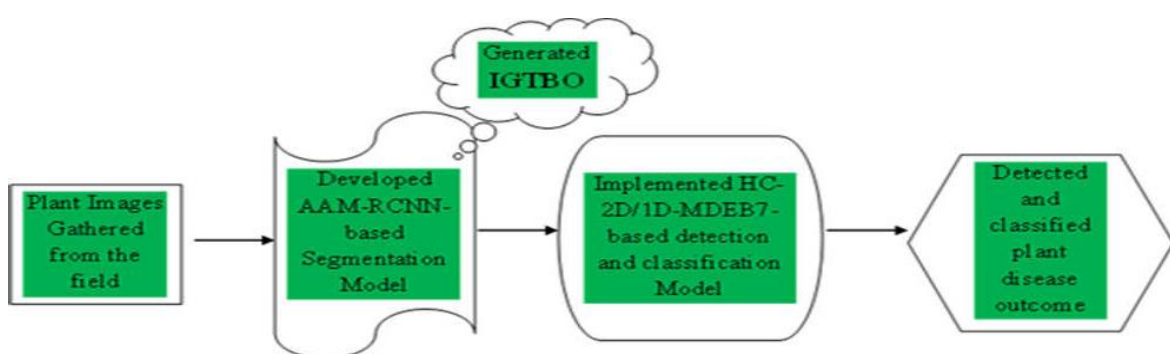 Generated
IGTBO
Plant Images
Gathered
from the
field
Developed
AAM-RCNN-
based
Segmentation
Model
Implemented HC-
2D/1D-MDEB7-
based detection
and classification
Model
Detected
and
classified
plant
disease
outcome